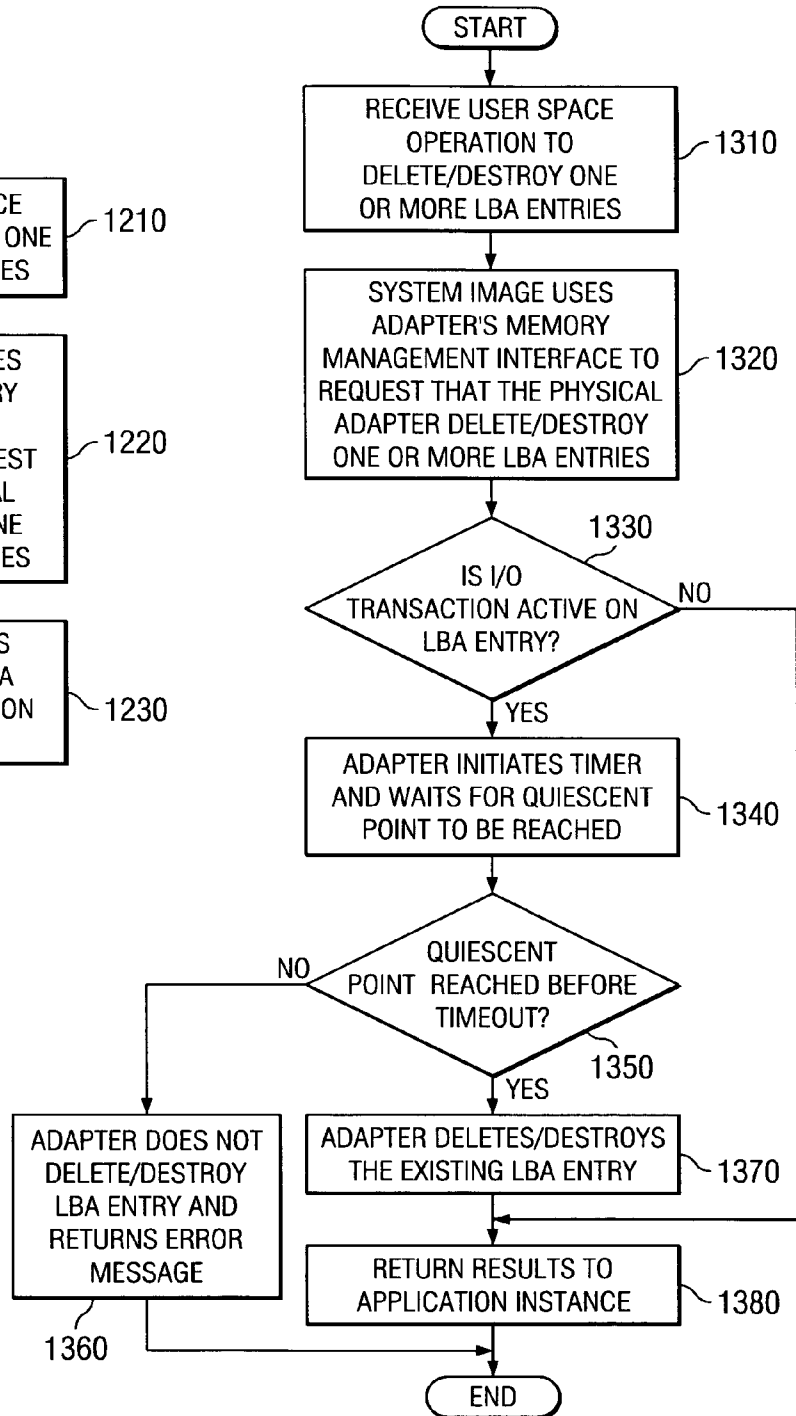 START
RECEIVE USER SPACE
OPERATION TO
DELETE/DESTROY ONE
OR MORE LBA ENTRIES
1310
CE
ONE
ES
1210
SYSTEM IMAGE USES
ADAPTER'S MEMORY
MANAGEMENT INTERFACE TO
REQUEST THAT THE PHYSICAL
ADAPTER DELETE/DESTROY
ONE OR MORE LBA ENTRIES
1320
ES
RY
EST
AL
NE
ES
1220
1330
IS I/O
TRANSACTION ACTIVE ON
LBA ENTRY?
NO
YES
S
A
ON
1230
ADAPTER INITIATES TIMER
AND WAITS FOR QUIESCENT
POINT TO BE REACHED
1340
QUIESCENT
POINT REACHED BEFORE
TIMEOUT?
NO
1350
YES
ADAPTER DOES NOT
DELETE/DESTROY
LBA ENTRY AND
RETURNS ERROR
MESSAGE
1360
ADAPTER DELETES/DESTROYS
THE EXISTING LBA ENTRY
1370
RETURN RESULTS TO
APPLICATION INSTANCE
1380
END